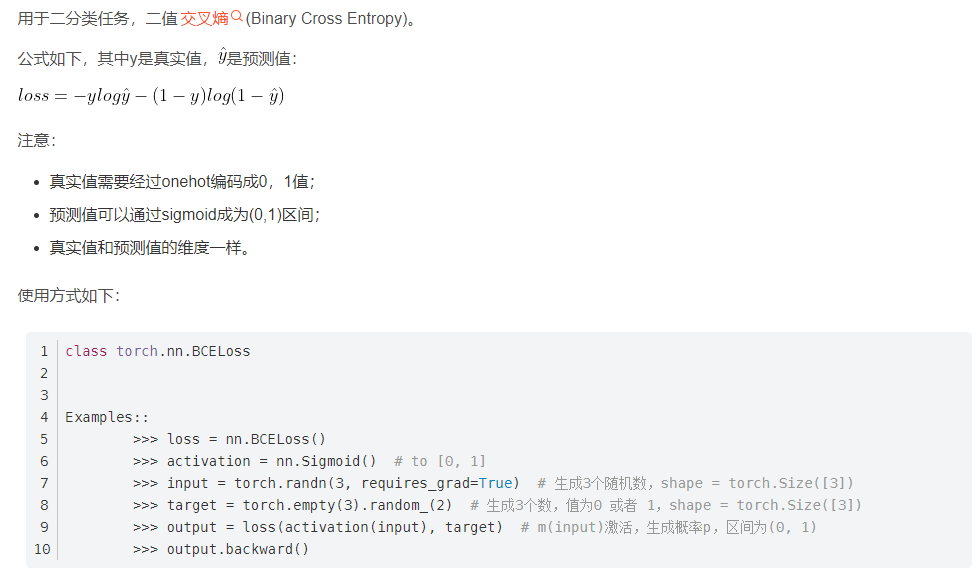 用于二分类任务，二值交叉熵(Binary Cross Entropy)。
公式如下，其中y是真实值，ŷ是预测值：
loss = −ylogŷ − (1 − y)log(1 − ŷ)
注意：
• 真实值需要经过onehot编码成0，1值；
• 预测值可以通过sigmoid成为(0,1)区间；
• 真实值和预测值的维度一样。
使用方式如下：
1 class torch.nn.BCELoss
2
3
4 Examples::
5 >>> loss = nn.BCELoss()
6 >>> activation = nn.Sigmoid()  # to [0, 1]
7 >>> input = torch.randn(3, requires_grad=True)  # 生成3个随机数，shape = torch.Size([3])
8 >>> target = torch.empty(3).random_(2)  # 生成3个数，值为0 或者 1，shape = torch.Size([3])
9 >>> output = loss(activation(input), target)  # m(input)激活，生成概率p，区间为(0, 1)
10 >>> output.backward()